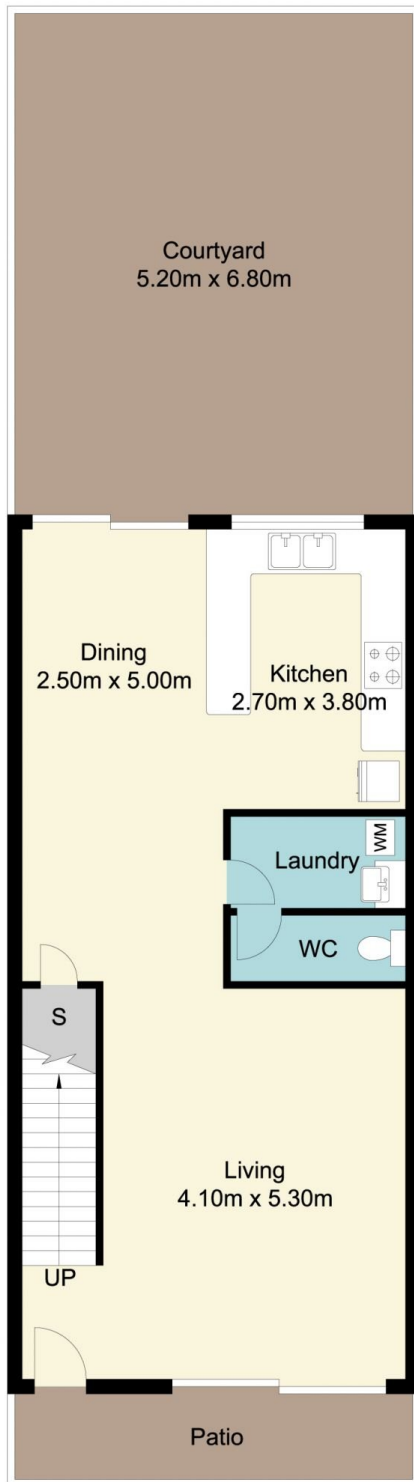 Courtyard
5.20m x 6.80m
Dining
2.50m x 5.00m
Kitchen
2.70m x 3.80m
Laundry
WM
WC
S
Living
4.10m x 5.30m
UP
Patio